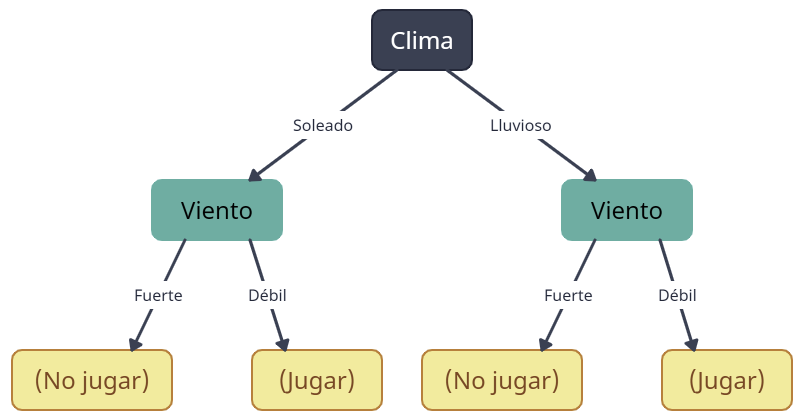 Clima
Soleado
Lluvioso
Viento
Viento
Fuerte
Débil
Fuerte
Débil
(No jugar)
(Jugar)
(No jugar)
(Jugar)